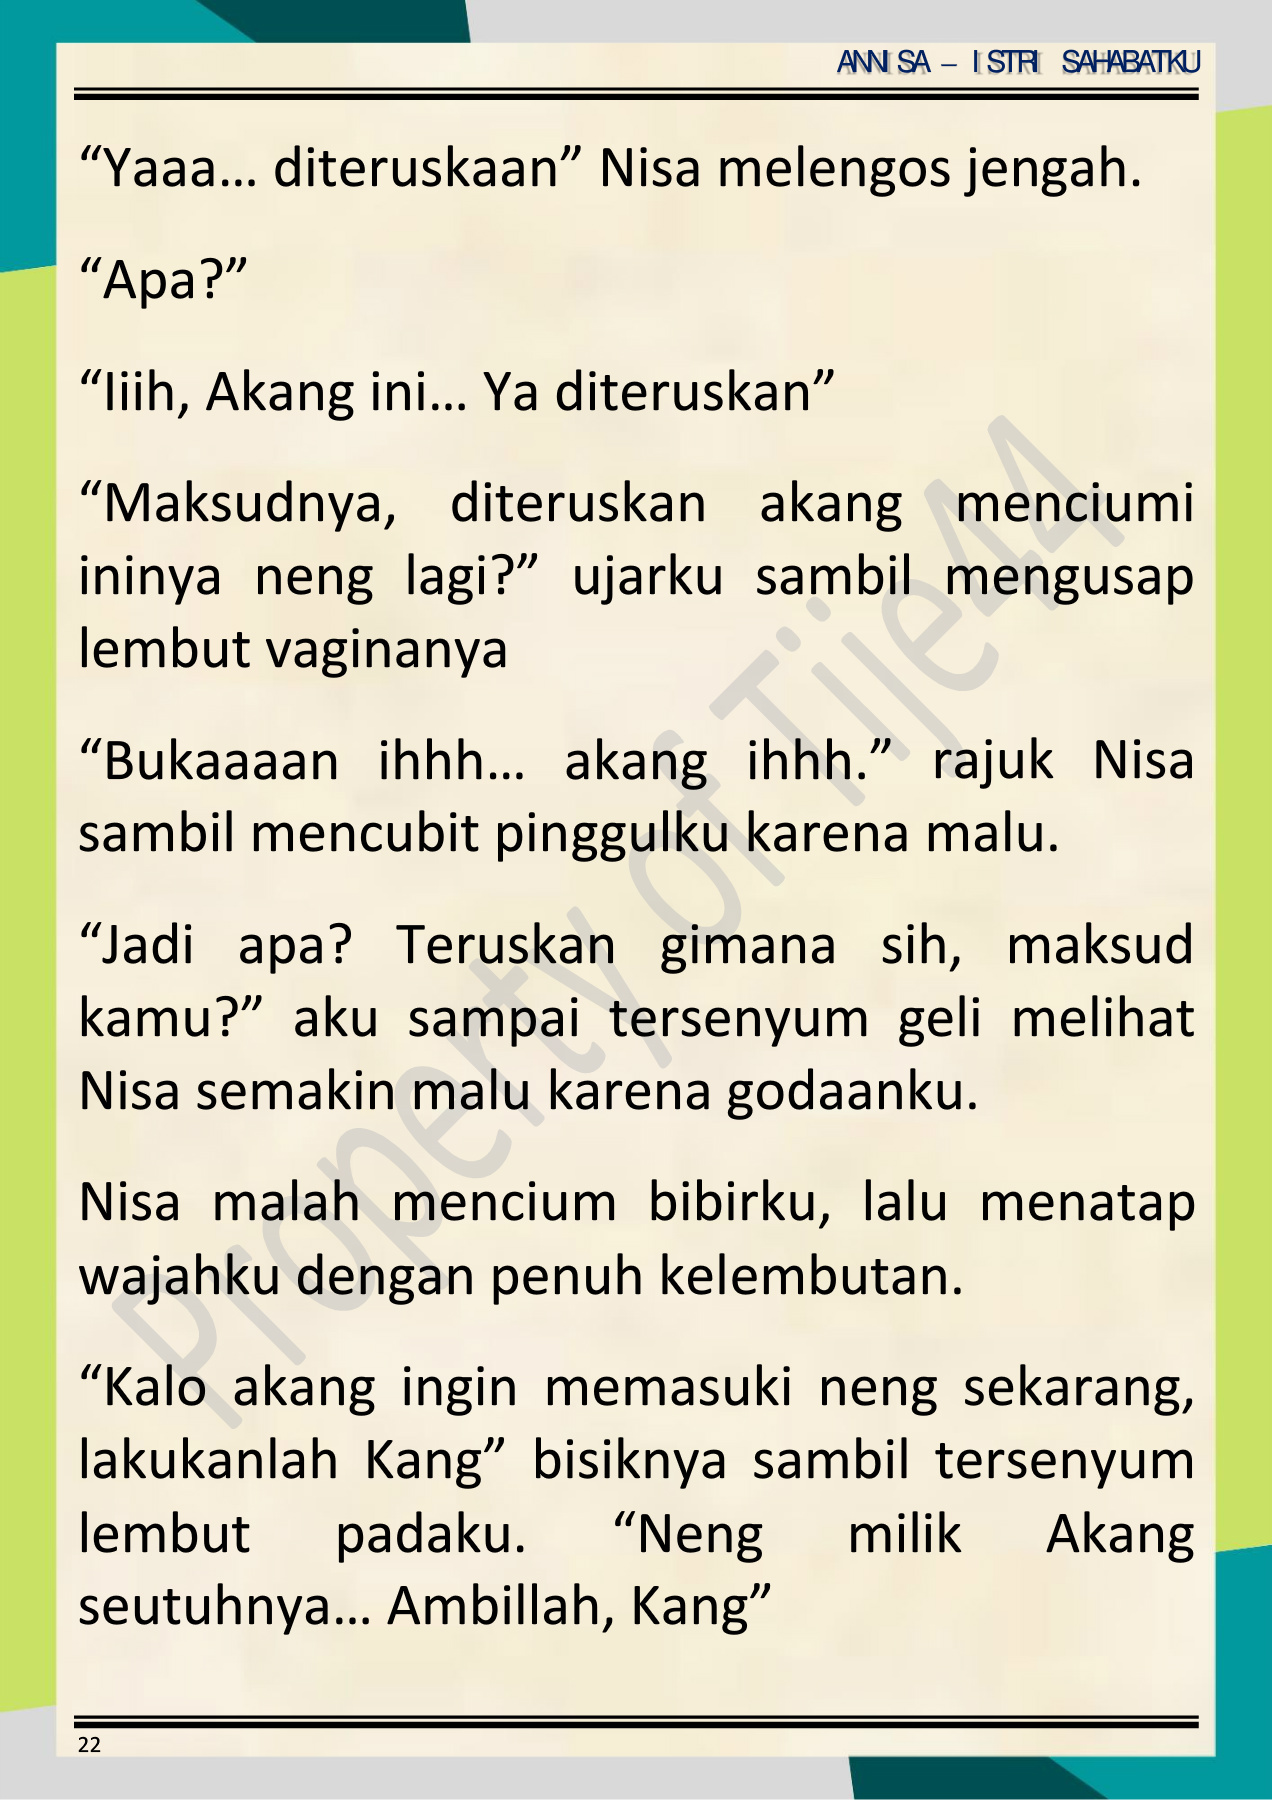 ANNISA – ISTRI SAHABATKU
“Yaaa… diteruskaan” Nisa melengos jengah.
“Apa?”
“Iiih, Akang ini… Ya diteruskan”
“Maksudnya, diteruskan akang menciumi
ininya neng lagi?” ujarku sambil mengusap
lembut vaginanya
“Bukaaaan ihhh… akang ihhh.” rajuk Nisa
sambil mencubit pinggulku karena malu.
“Jadi apa? Teruskan gimana sih, maksud
kamu?” aku sampai tersenyum geli melihat
Nisa semakin malu karena godaanku.
Nisa malah mencium bibirku, lalu menatap
wajahku dengan penuh kelembutan.
“Kalo akang ingin memasuki neng sekarang,
lakukanlah Kang” bisiknya sambil tersenyum
lembut padaku. “Neng milik Akang
seutuhnya… Ambillah, Kang”
Property of Tije44
22